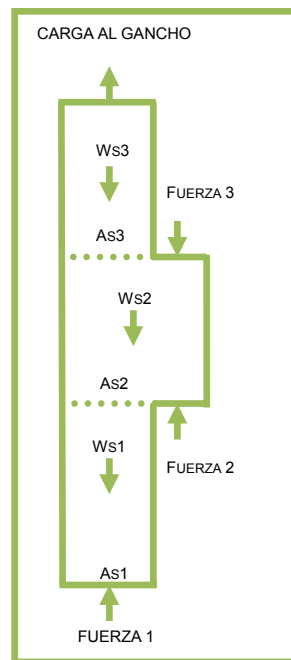 CARGA AL GANCHO
WS3
FUERZA 3
AS3
WS2
AS2
WS1
FUERZA 2
AS1
FUERZA 1